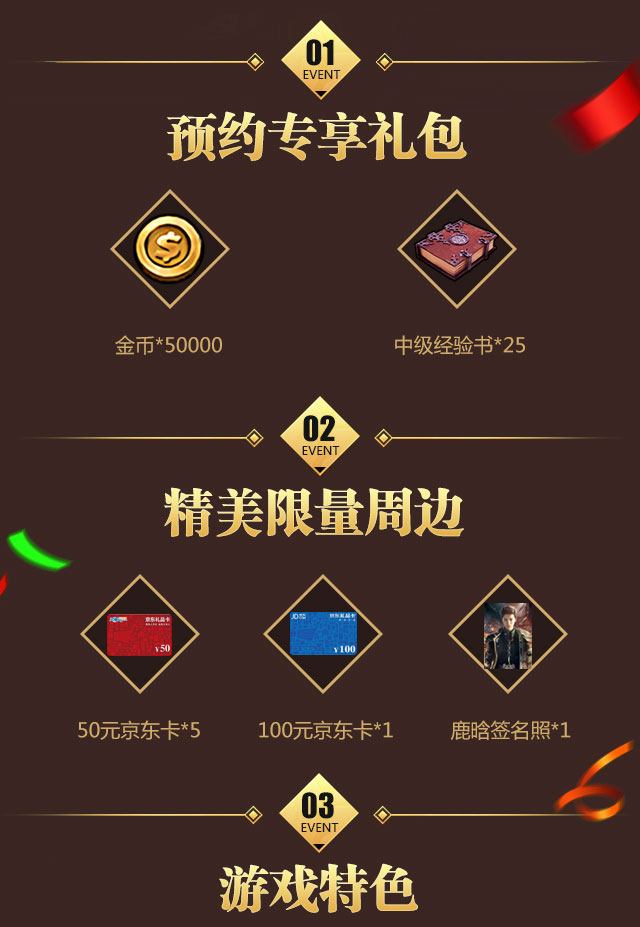 01
EVENT
预约专享礼包
金币*50000
中级经验书*25
02
EVENT
精美限量周边
京东礼品卡
¥50
JD
京东礼品卡
¥100
50元京东卡*5
100元京东卡*1
鹿晗签名照*1
03
EVENT
游戏特色